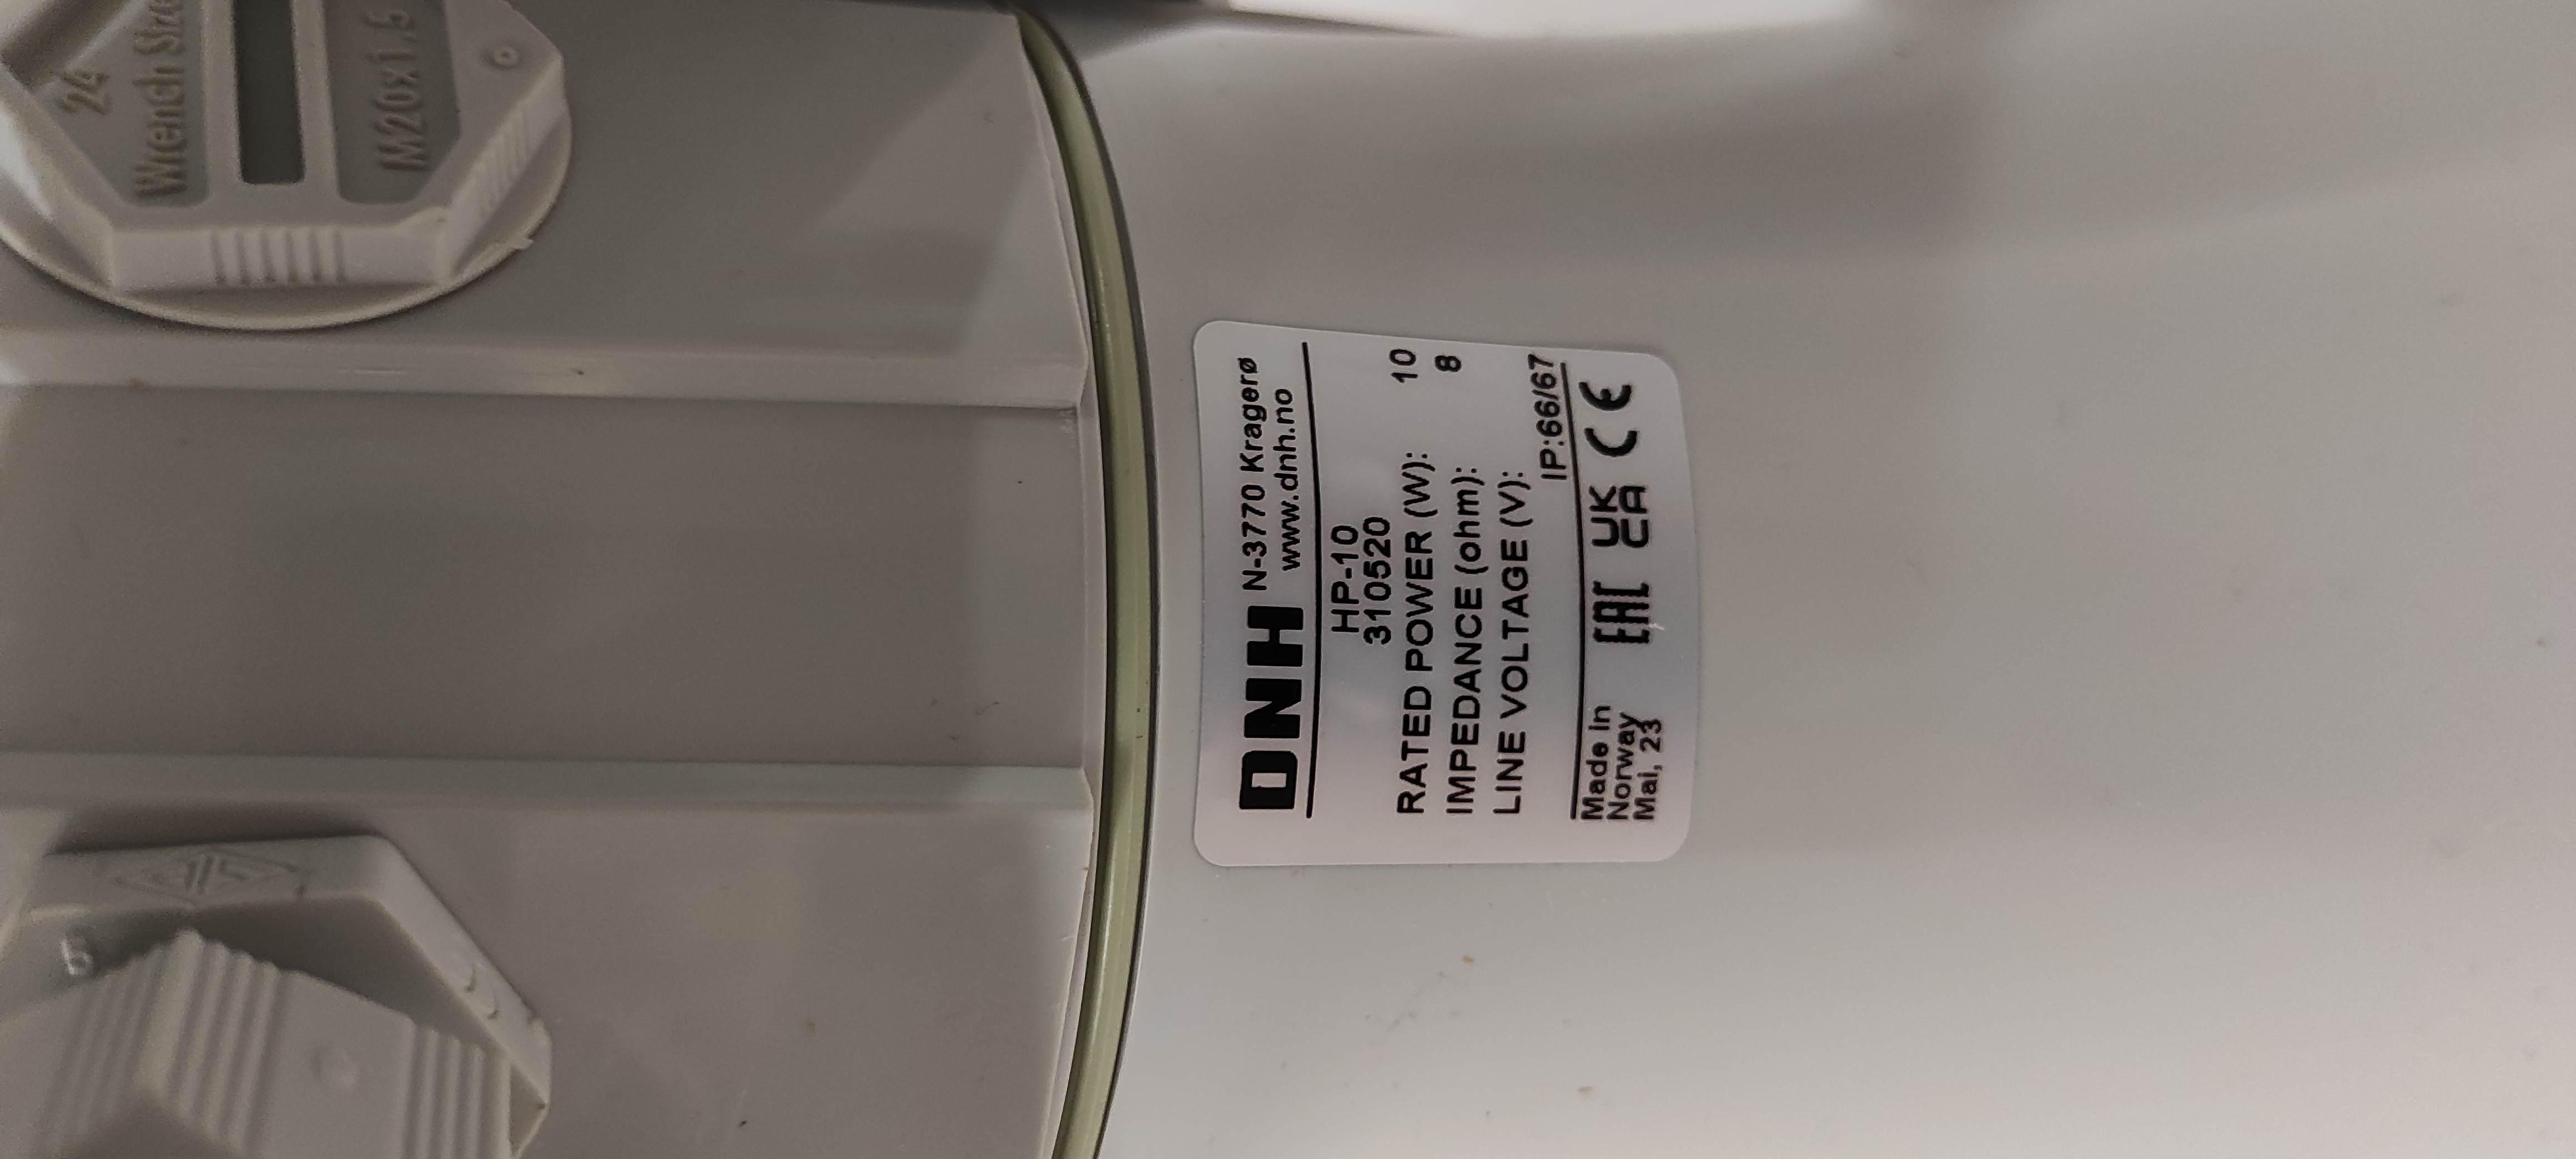 DNH N-3770 Kragerø
www.dnh.no
HP-10
310520
RATED POWER (W): 10
IMPEDANCE (ohm): 8
LINE VOLTAGE (V):
IP:66/67
Made in
Norway
Mai, 23
EAC UK
CA CE
24
Wrench Size
M20x1.5